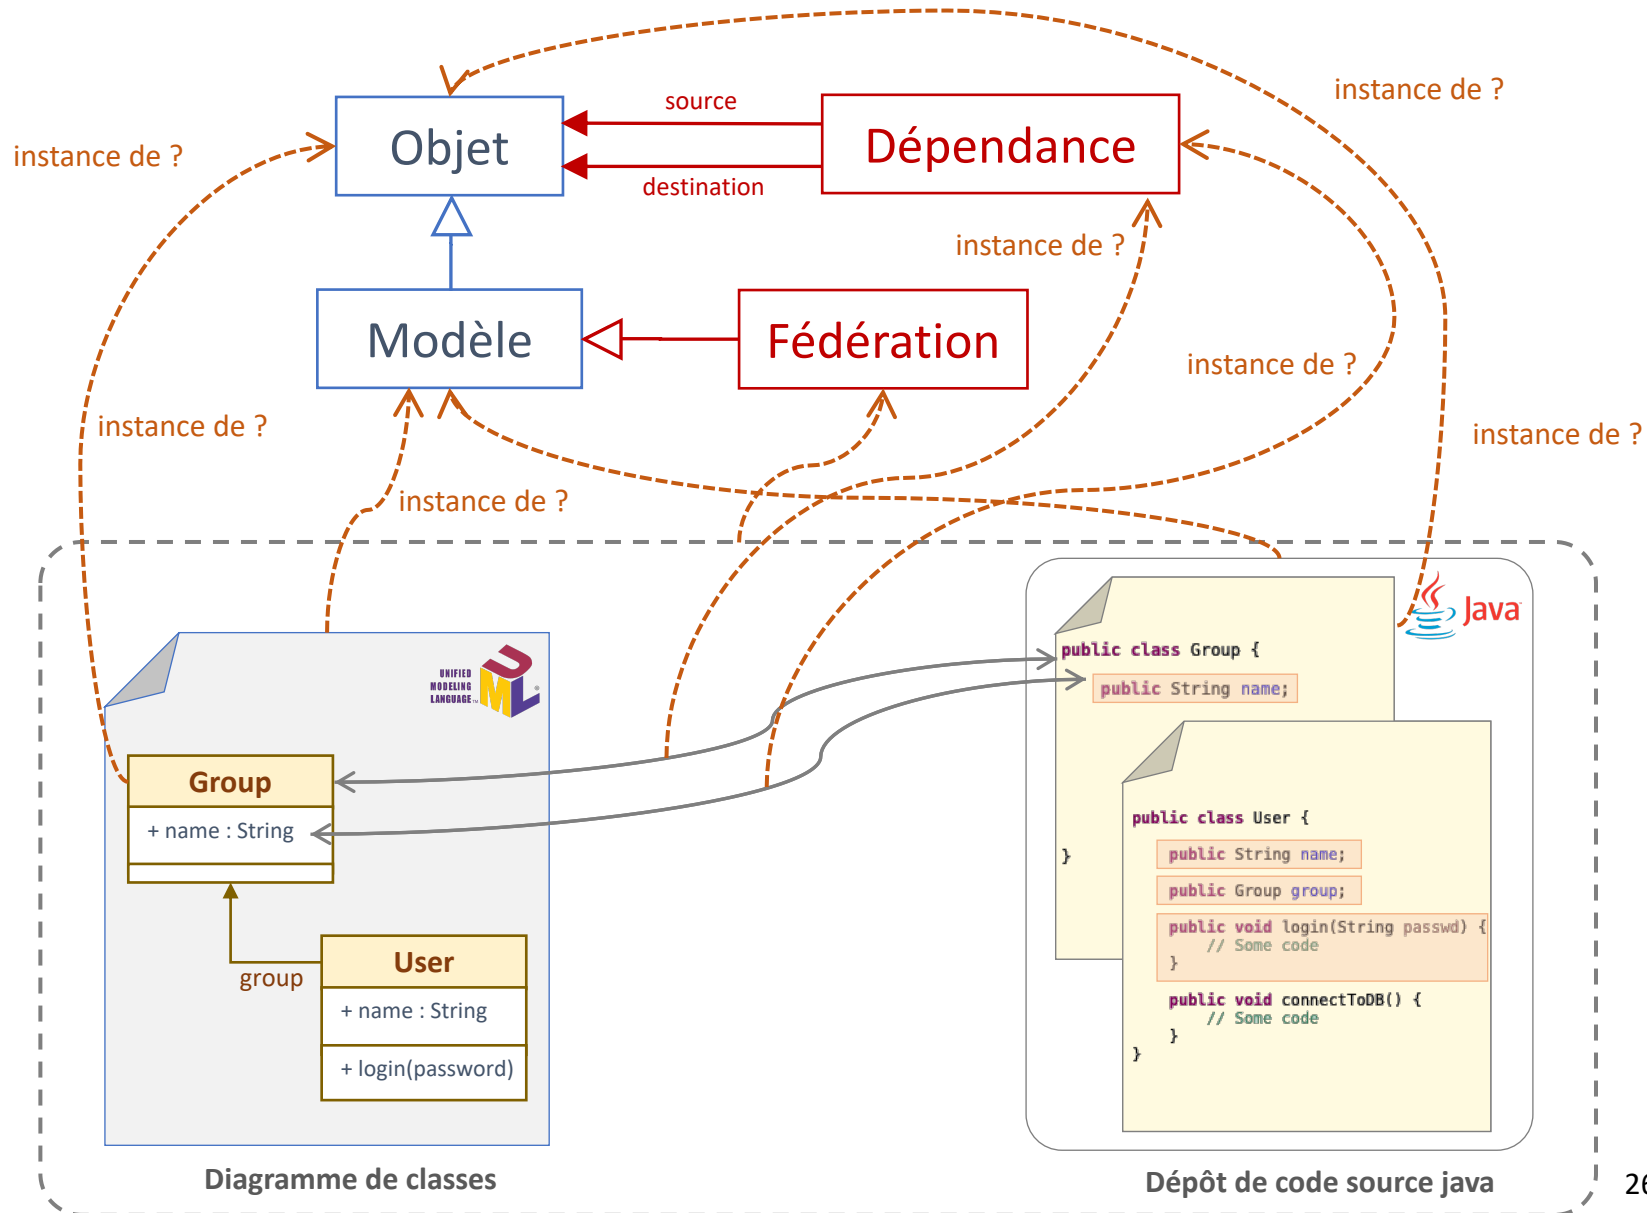 source
instance de ?
Objet
Dépendance
instance de ?
destination
instance de ?
Modèle
Fédération
instance de ?
instance de ?
instance de ?
instance de ?
Java
UNIFIED
MODELING
LANGUAGE
UML
public class Group {
public String name;
}
Group
+ name : String
group
User
+ name : String
+ login(password)
public class User {
public String name;
public Group group;
public void login(String passwd) {
// Some code
}
public void connectToDB() {
// Some code
}
}
Diagramme de classes
Dépôt de code source java